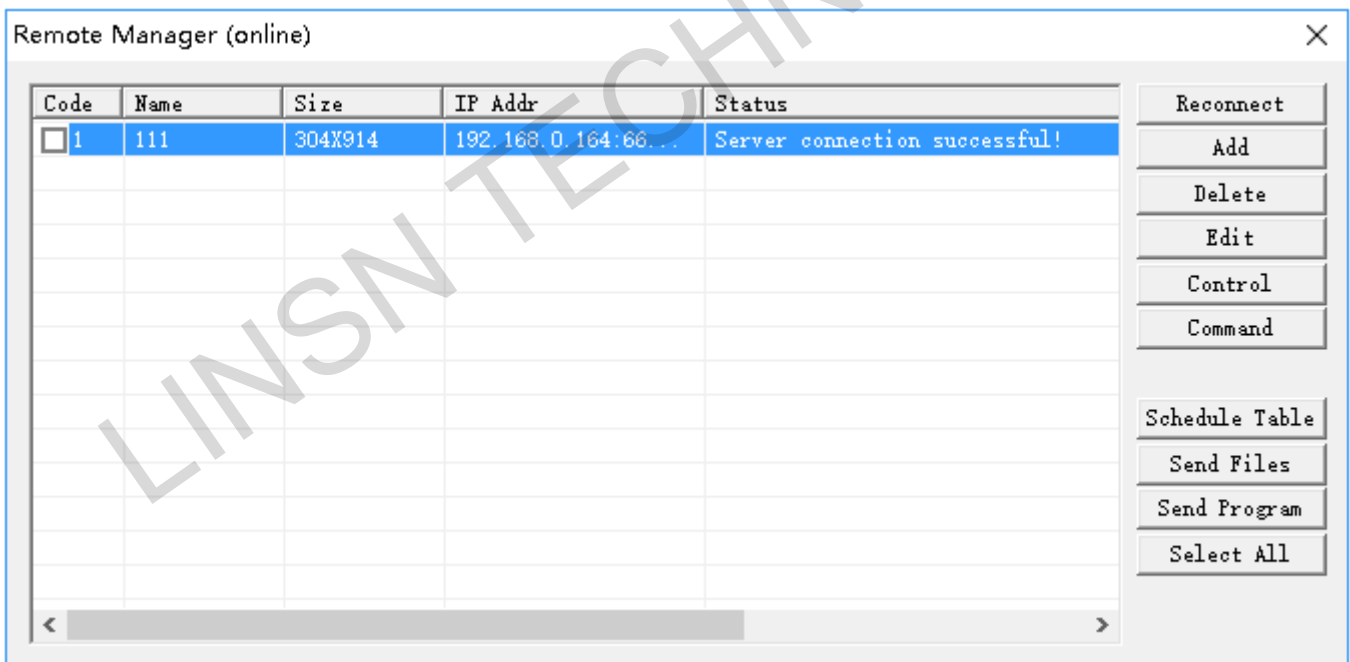 Remote Manager (online)
Code Name Size IP Addr Status
1 111 304X914 192.168.0.164:66... Server connection successful!
Reconnect
Add
Delete
Edit
Control
Command
Schedule Table
Send Files
Send Program
Select All
LINSN TECHN